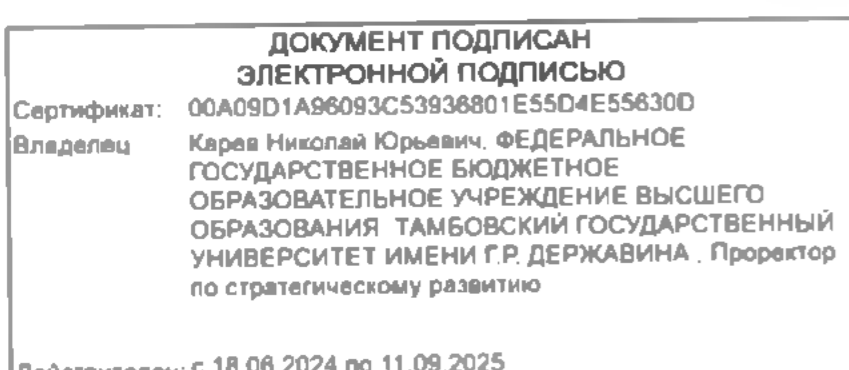 ДОКУМЕНТ ПОДПИСАН
ЭЛЕКТРОННОЙ ПОДПИСЬЮ
Сертификат: 00A09D1A96093C53936801E55D4E55630D
Владелец Карев Николай Юрьевич, ФЕДЕРАЛЬНОЕ
ГОСУДАРСТВЕННОЕ БЮДЖЕТНОЕ
ОБРАЗОВАТЕЛЬНОЕ УЧРЕЖДЕНИЕ ВЫСШЕГО
ОБРАЗОВАНИЯ ТАМБОВСКИЙ ГОСУДАРСТВЕННЫЙ
УНИВЕРСИТЕТ ИМЕНИ Г.Р. ДЕРЖАВИНА , Проректор
по стратегическому развитию
Действителен: с 18.06.2024 по 11.09.2025